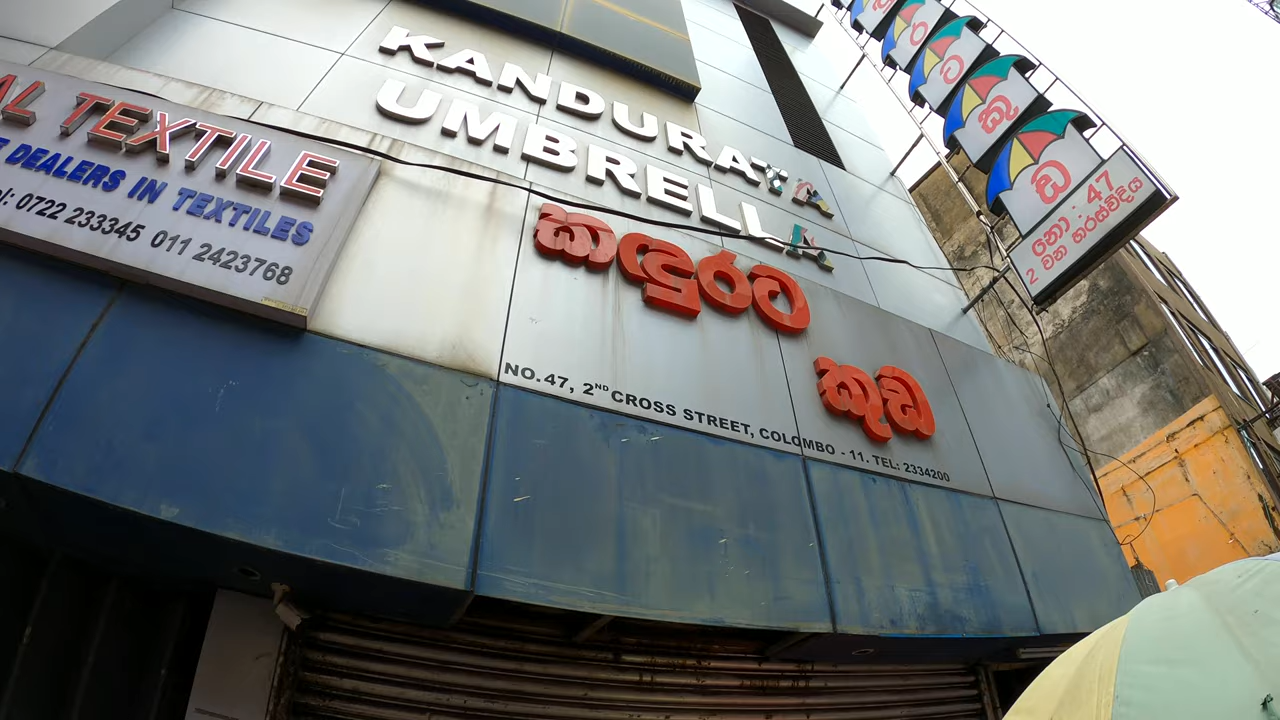 KANDURATA
UMBRELLA
කඳුරට
කුඩ
NO.47, 2ND CROSS STREET, COLOMBO - 11. TEL: 2334200
AL TEXTILE
DEALERS IN TEXTILES
0722 233345 011 2423768
ර
ට
කු
ඩ
නො : 47
2 වන හරස්වීදිය